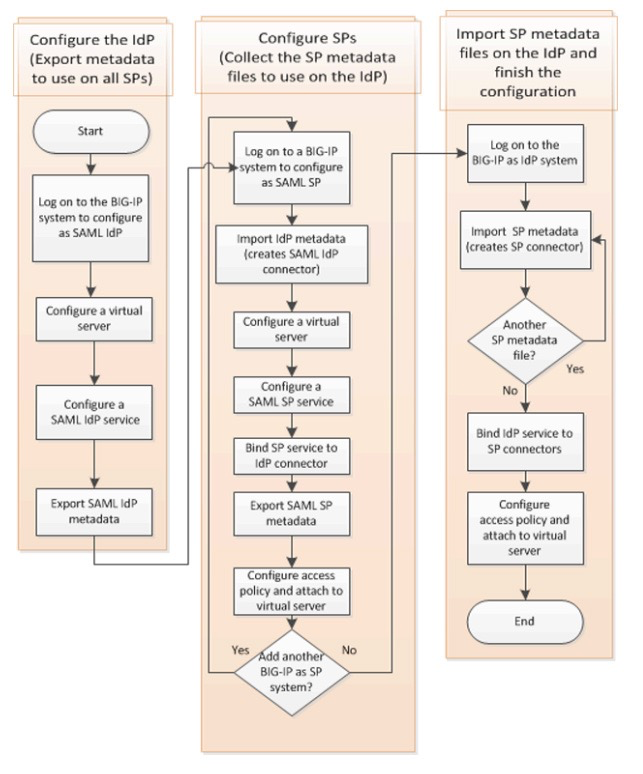 Configure the IdP
(Export metadata
to use on all SPs)
Start
Log on to the BIG-IP
system to configure
as SAML IdP
Configure a virtual
server
Configure a
SAML IdP service
Export SAML IdP
metadata
Configure SPs
(Collect the SP metadata
files to use on the IdP)
Log on to a BIG-IP
system to configure
as SAML SP
Import IdP metadata
(creates SAML IdP
connector)
Configure a virtual
server
Configure a
SAML SP service
Bind SP service to
IdP connector
Export SAML SP
metadata
Configure access
policy and attach to
virtual server
Yes
No
Add another
BIG-IP as SP
system?
Import SP metadata
files on the IdP and
finish the
configuration
Log on to the
BIG-IP as IdP system
Import SP metadata
(creates SP connector)
Another
SP metadata
file?
Yes
No
Bind IdP service to
SP connectors
Configure
access policy and
attach to virtual
server
End